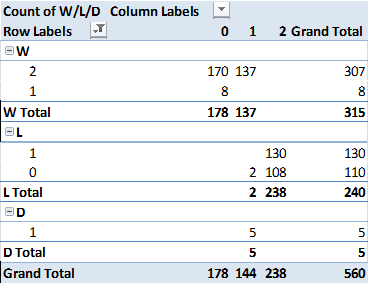 Count of W/L/D Column Labels
Row Labels 0 1 2 Grand Total
W
2 170 137 307
1 8 8
W Total 178 137 315
L
1 130 130
0 2 108 110
L Total 2 238 240
D
1 5 5
D Total 5 5
Grand Total 178 144 238 560